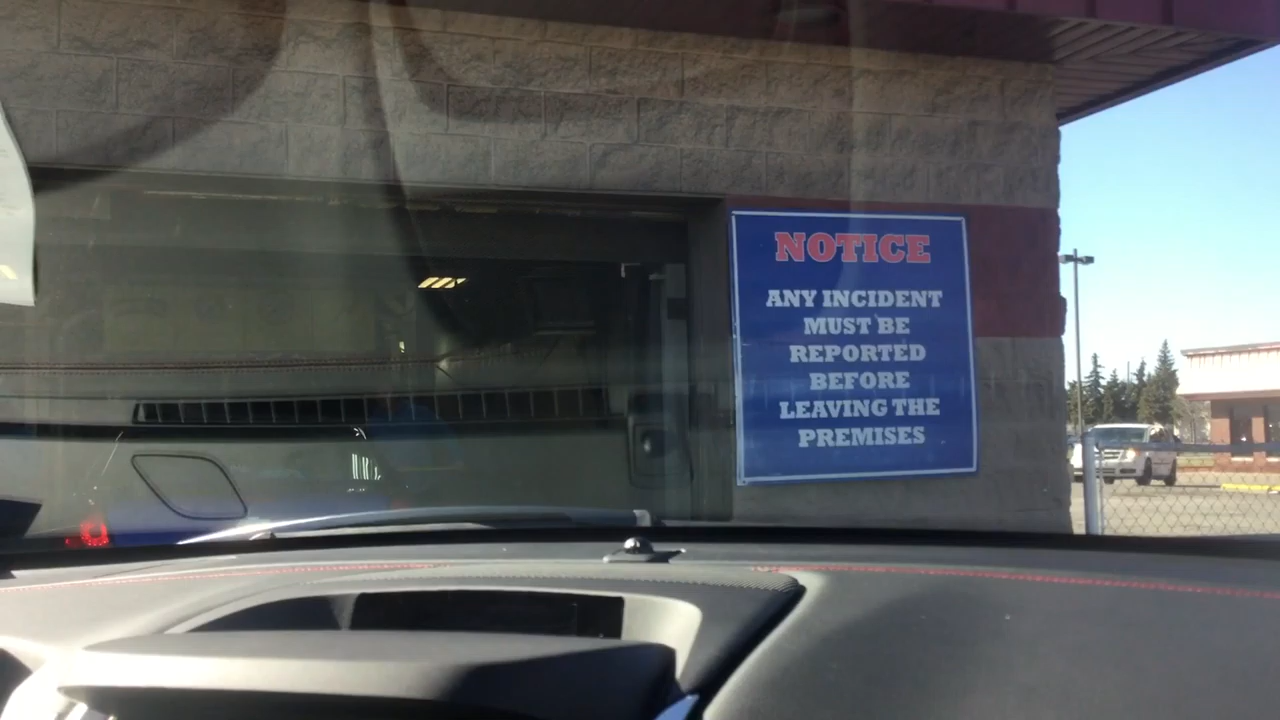 NOTICE
ANY INCIDENT
MUST BE
REPORTED
BEFORE
LEAVING THE
PREMISES